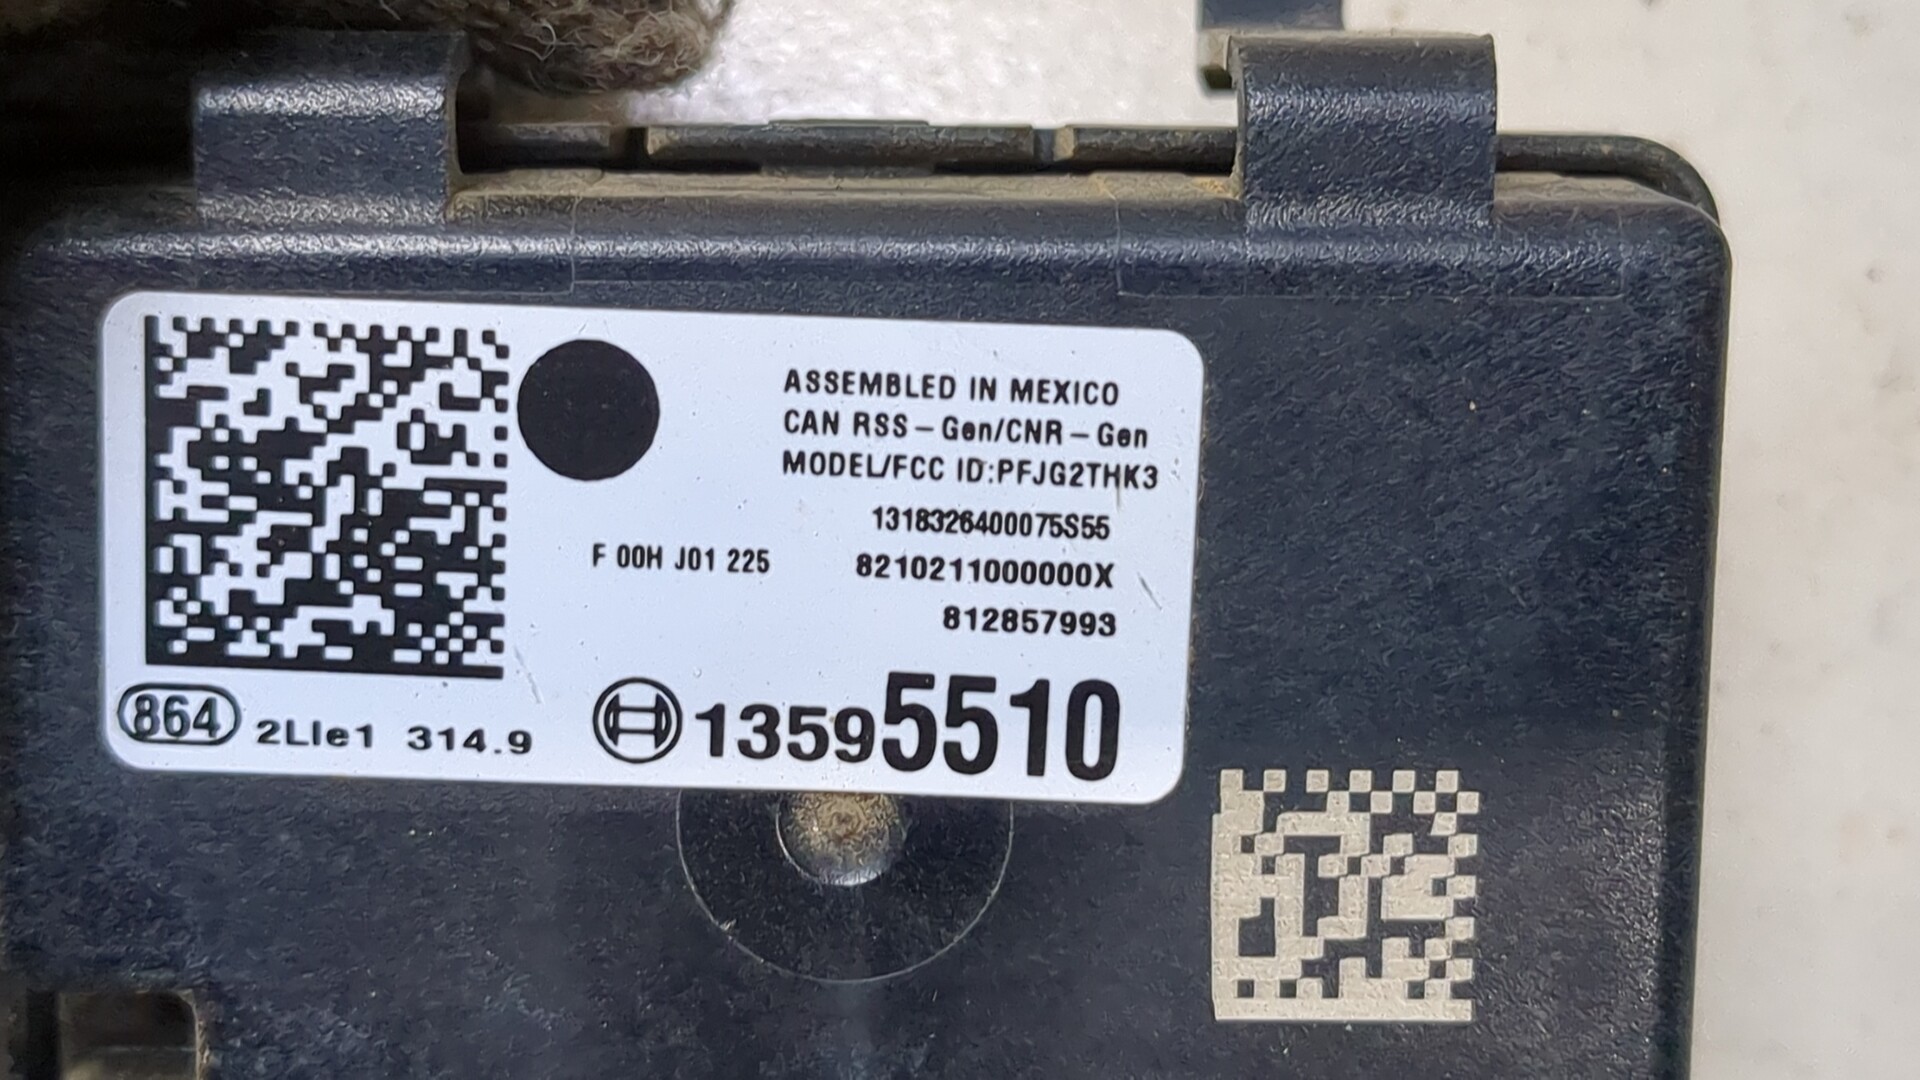 ASSEMBLED IN MEXICO
CAN RSS – Gen/CNR – Gen
MODEL/FCC ID:PFJG2THK3
1318326400075S55
F 00H J01 225
8210211000000X
812857993
864
2LIe1 314.9
13595510